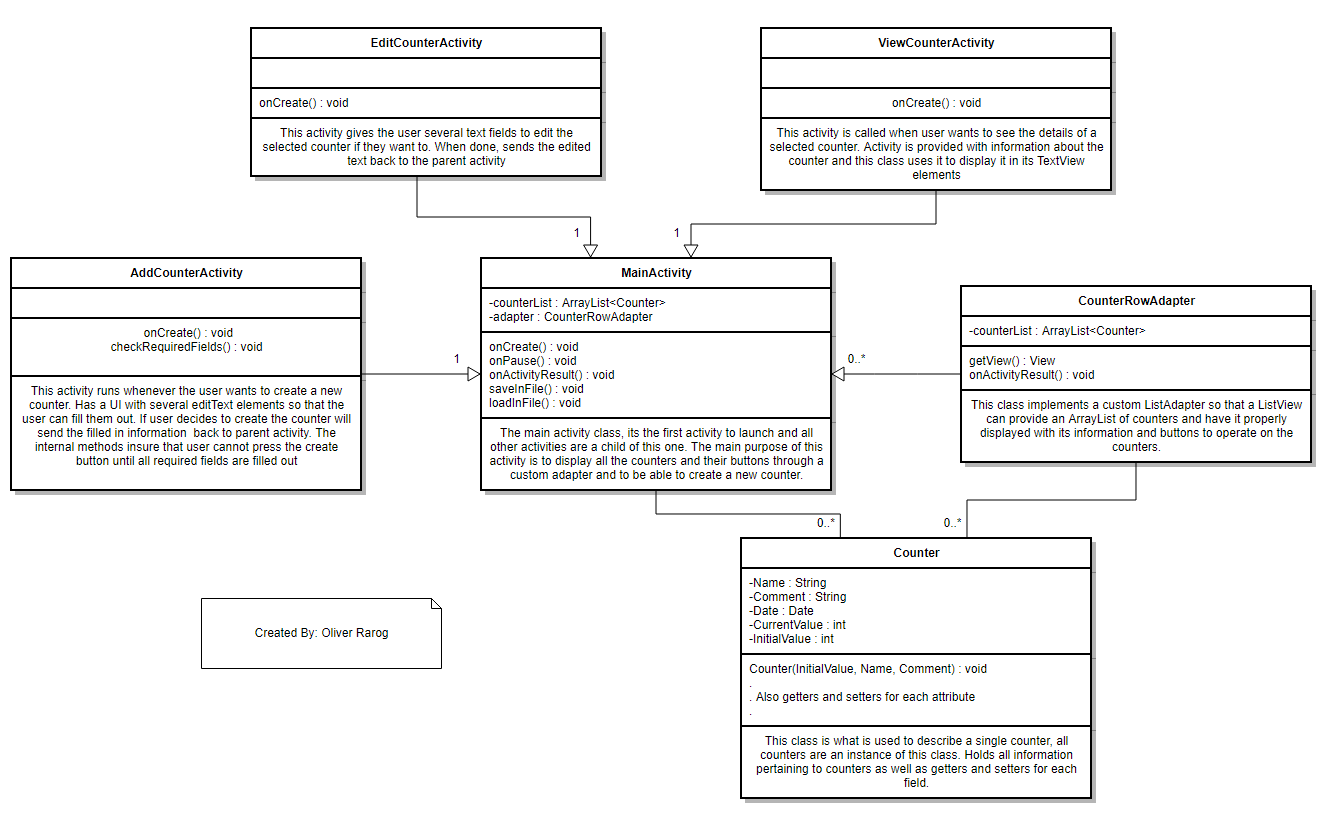 EditCounterActivity
onCreate() : void
This activity gives the user several text fields to edit the
selected counter if they want to. When done, sends the edited
text back to the parent activity
ViewCounterActivity
onCreate() : void
This activity is called when user wants to see the details of a
selected counter. Activity is provided with information about the
counter and this class uses it to display it in its TextView
elements
1
1
AddCounterActivity
onCreate() : void
checkRequiredFields() : void
This activity runs whenever the user wants to create a new
counter. Has a UI with several editText elements so that the
user can fill them out. If user decides to create the counter will
send the filled in information  back to parent activity. The
internal methods insure that user cannot press the create
button until all required fields are filled out
1
MainActivity
-counterList : ArrayList<Counter>
-adapter : CounterRowAdapter
onCreate() : void
onPause() : void
onActivityResult() : void
saveInFile() : void
loadInFile() : void
The main activity class, its the first activity to launch and all
other activities are a child of this one. The main purpose of this
activity is to display all the counters and their buttons through a
custom adapter and to be able to create a new counter.
0..*
CounterRowAdapter
-counterList : ArrayList<Counter>
getView() : View
onActivityResult() : void
This class implements a custom ListAdapter so that a ListView
can provide an ArrayList of counters and have it properly
displayed with its information and buttons to operate on the
counters.
0..*
0..*
Counter
-Name : String
-Comment : String
-Date : Date
-CurrentValue : int
-InitialValue : int
Counter(InitialValue, Name, Comment) : void
.
. Also getters and setters for each attribute
.
This class is what is used to describe a single counter, all
counters are an instance of this class. Holds all information
pertaining to counters as well as getters and setters for each
field.
Created By: Oliver Rarog